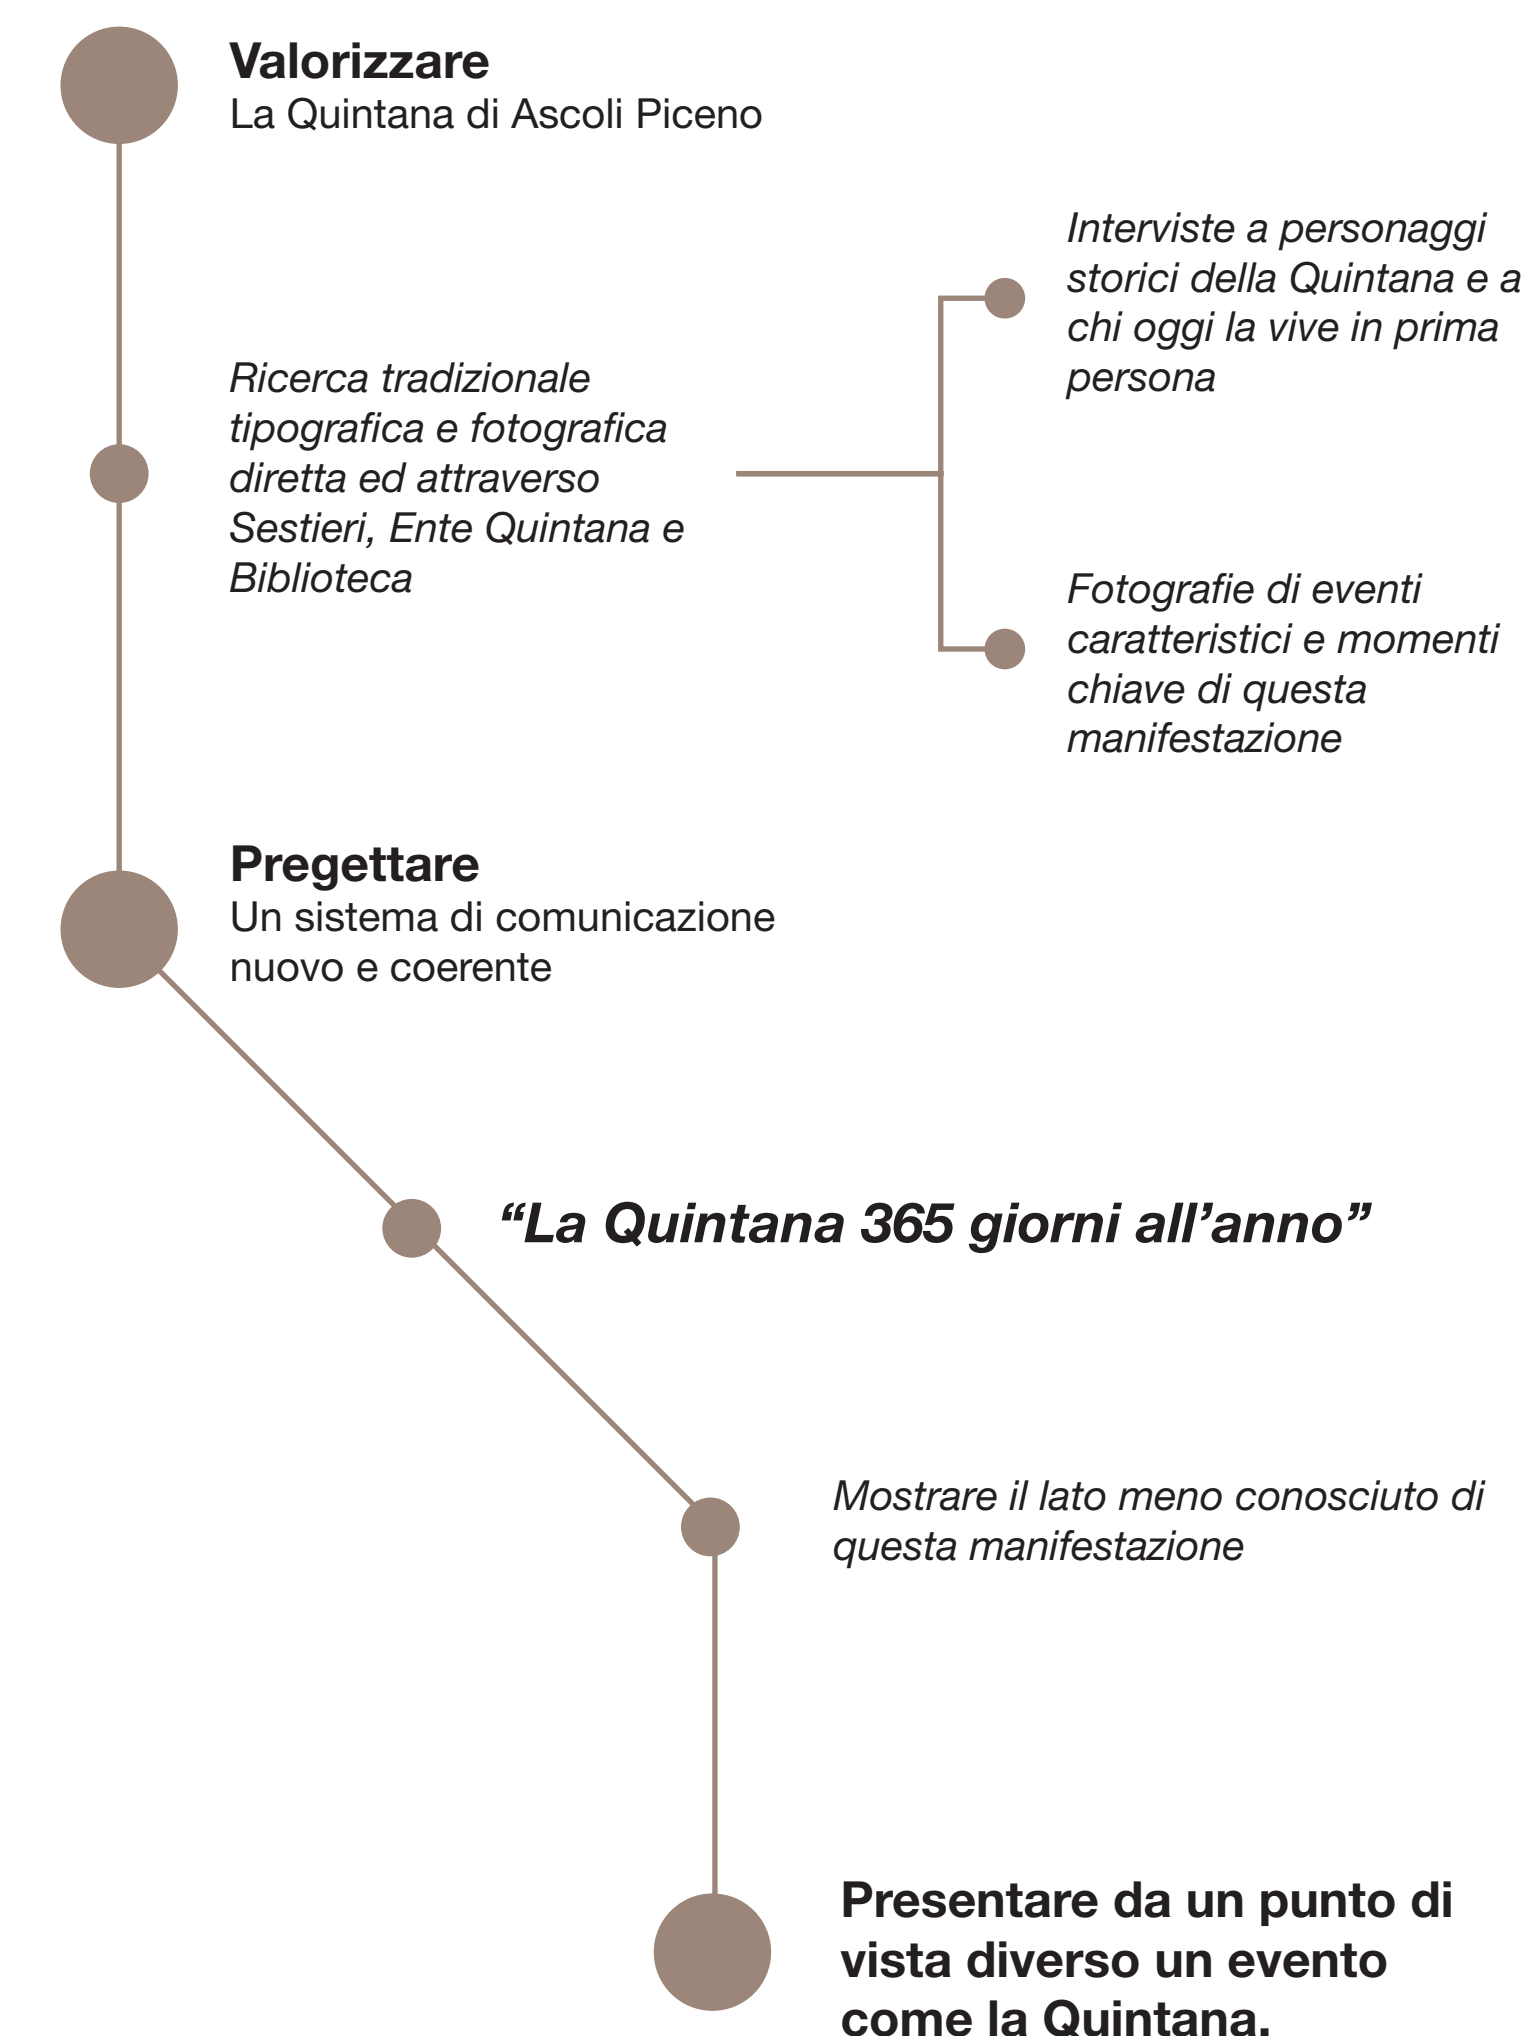 Valorizzare
La Quintana di Ascoli Piceno
Interviste a personaggi
storici della Quintana e a
chi oggi la vive in prima
persona
Ricerca tradizionale
tipografica e fotografica
diretta ed attraverso
Sestieri, Ente Quintana e
Biblioteca
Fotografie di eventi
caratteristici e momenti
chiave di questa
manifestazione
Pregettare
Un sistema di comunicazione
nuovo e coerente
“La Quintana 365 giorni all’anno”
Mostrare il lato meno conosciuto di
questa manifestazione
Presentare da un punto di
vista diverso un evento
come la Quintana.